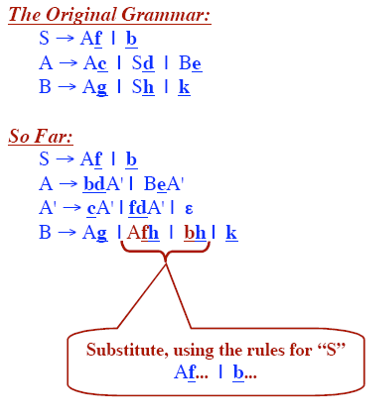 The Original Grammar:
S → Af | b
A → Ac | Sd | Be
B → Ag | Sh | k
So Far:
S → Af | b
A → bdA' | BeA'
A' → cA' | fdA' | ε
B → Ag | Afh | bh | k
Substitute, using the rules for “S”
Af... | b...